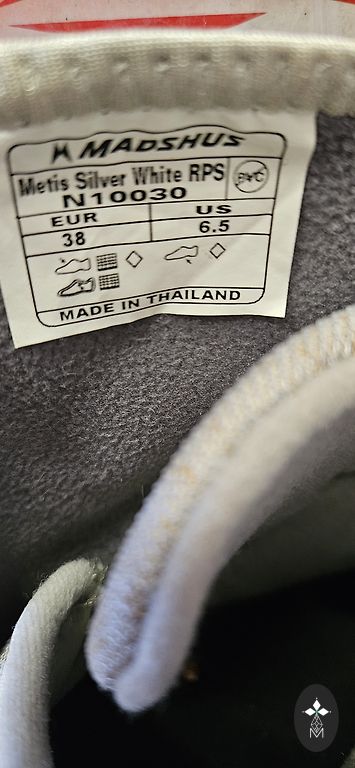 MADSHUS
Metis Silver White RPS
PVC
N10030
EUR US
38 6.5
MADE IN THAILAND
M